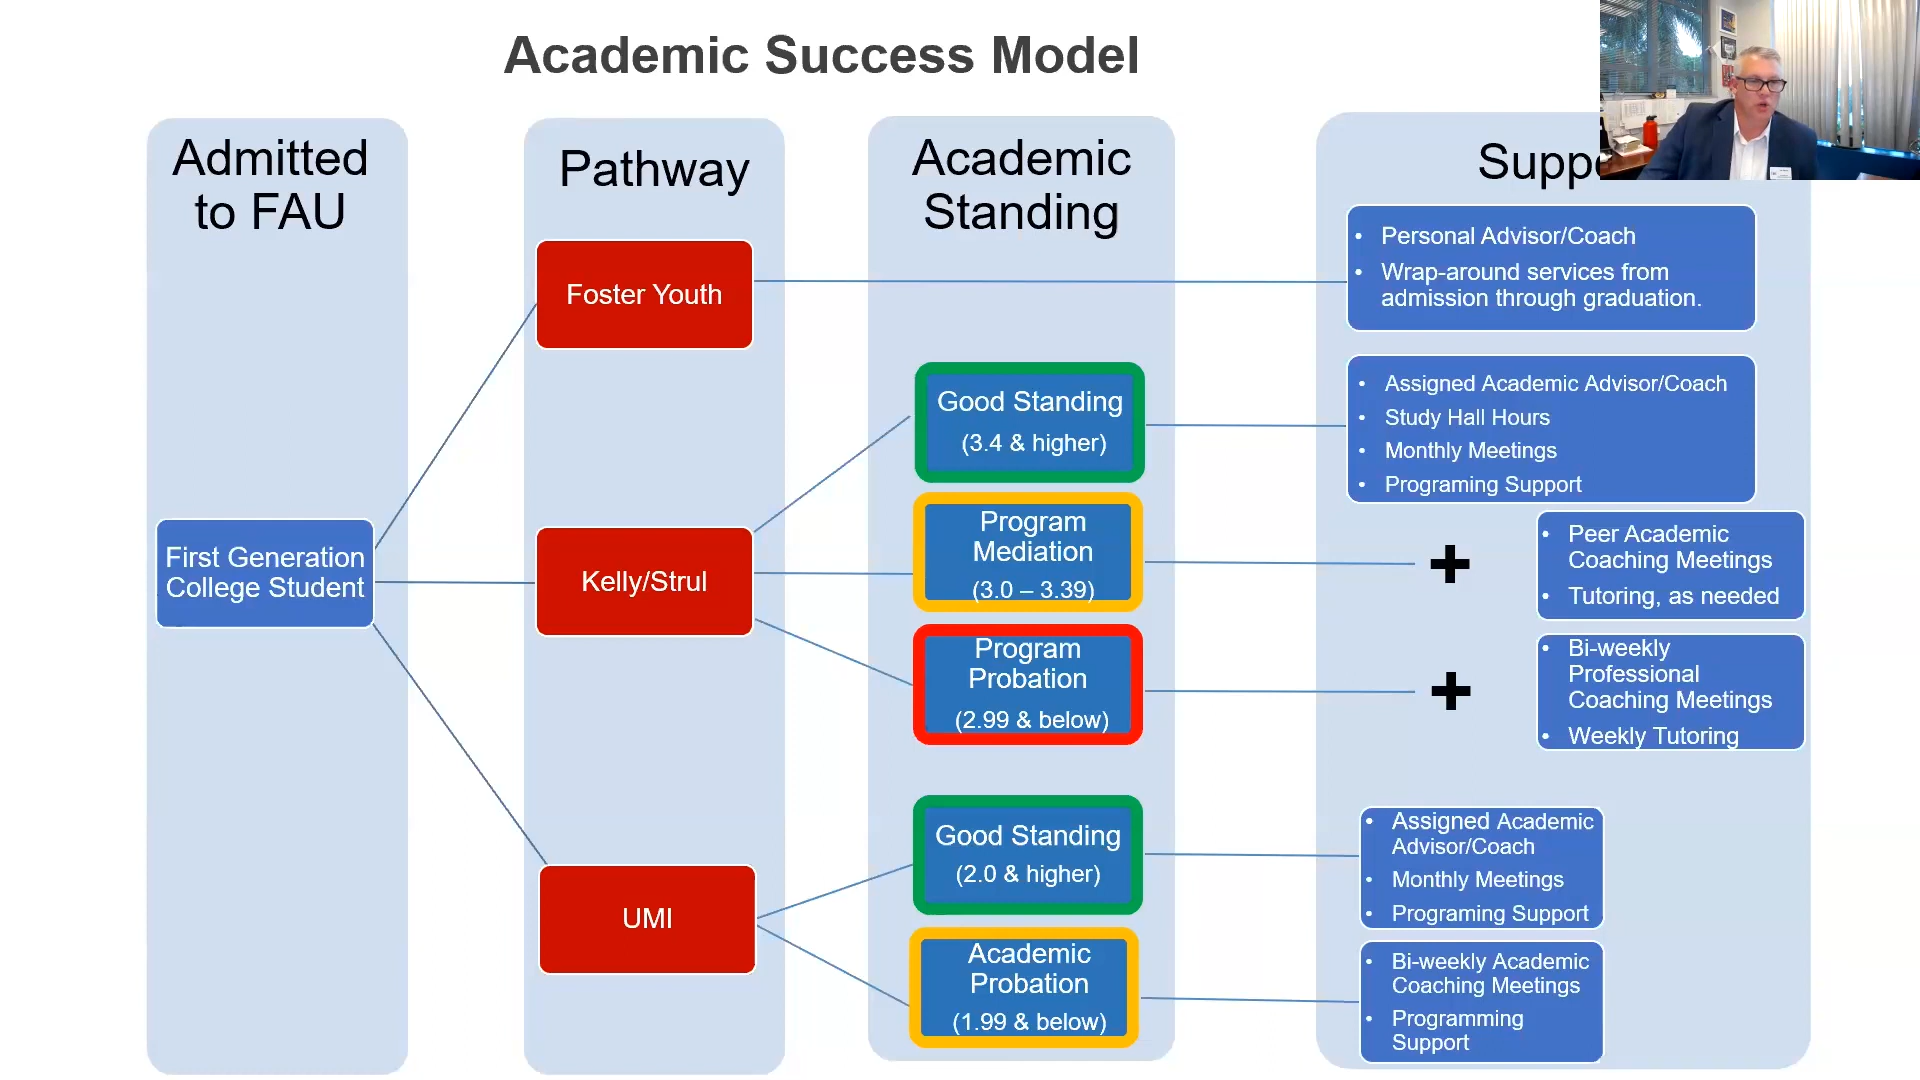 Academic Success Model
Admitted
to FAU
First Generation
College Student
Pathway
Foster Youth
Kelly/Strul
UMI
Academic
Standing
Good Standing
(3.4 & higher)
Program
Mediation
(3.0 – 3.39)
Program
Probation
(2.99 & below)
Good Standing
(2.0 & higher)
Academic
Probation
(1.99 & below)
• Personal Advisor/Coach
• Wrap-around services from
admission through graduation.
• Assigned Academic Advisor/Coach
• Study Hall Hours
• Monthly Meetings
• Programing Support
+
• Peer Academic
Coaching Meetings
• Tutoring, as needed
+
• Bi-weekly
Professional
Coaching Meetings
• Weekly Tutoring
• Assigned Academic
Advisor/Coach
• Monthly Meetings
• Programing Support
• Bi-weekly Academic
Coaching Meetings
• Programming
Support